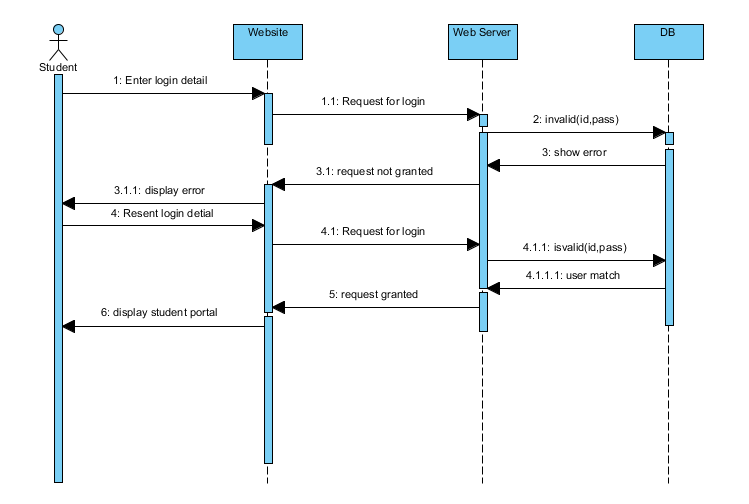 Website
Web Server
DB
Student
1: Enter login detail
1.1: Request for login
2: invalid(id,pass)
3: show error
3.1: request not granted
3.1.1: display error
4: Resent login detial
4.1: Request for login
4.1.1: isvalid(id,pass)
4.1.1.1: user match
5: request granted
6: display student portal